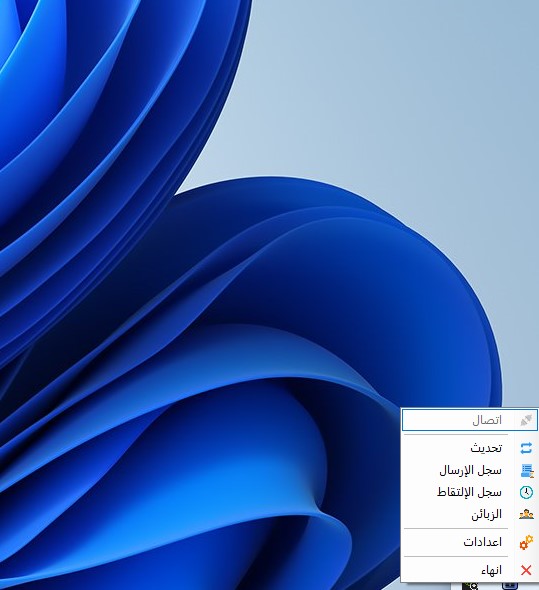 اتصال
تحديث
سجل الإرسال
سجل الإلتقاط
الزبائن
اعدادات
انهاء